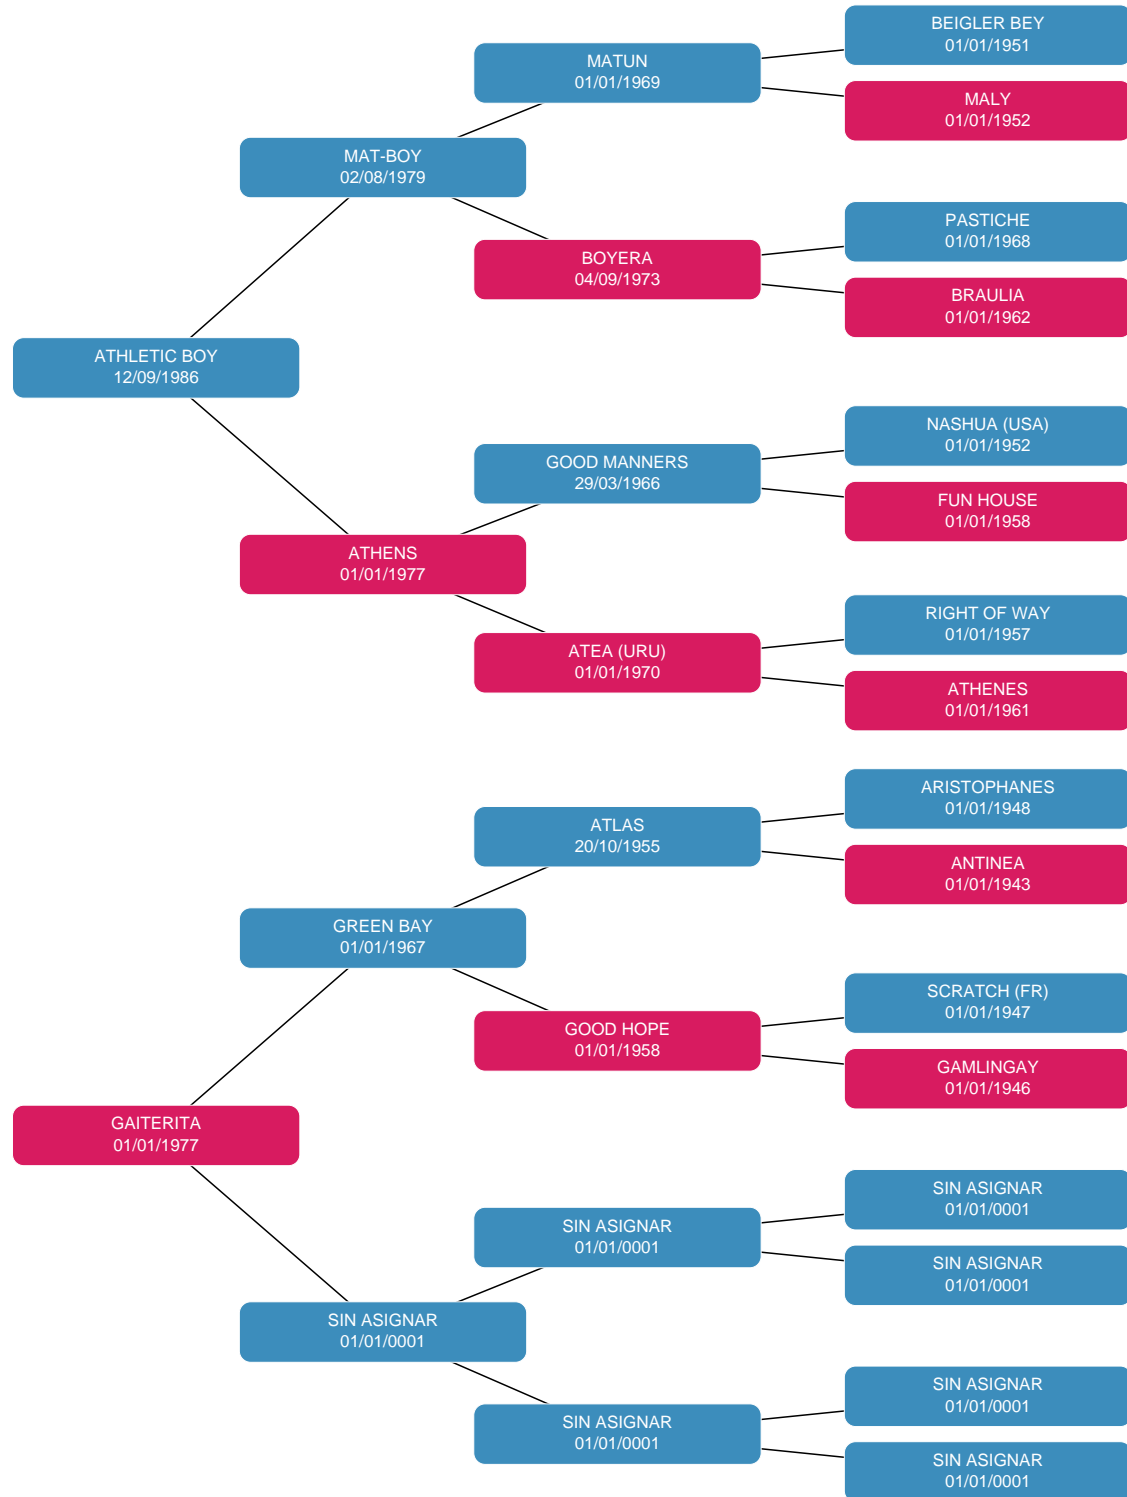 BEIGLER BEY
01/01/1951
MATUN
01/01/1969
MALY
01/01/1952
MAT-BOY
02/08/1979
PASTICHE
01/01/1968
BOYERA
04/09/1973
BRAULIA
01/01/1962
ATHLETIC BOY
12/09/1986
NASHUA (USA)
01/01/1952
GOOD MANNERS
29/03/1966
FUN HOUSE
01/01/1958
ATHENS
01/01/1977
RIGHT OF WAY
01/01/1957
ATEA (URU)
01/01/1970
ATHENES
01/01/1961
ARISTOPHANES
01/01/1948
ATLAS
20/10/1955
ANTINEA
01/01/1943
GREEN BAY
01/01/1967
SCRATCH (FR)
01/01/1947
GOOD HOPE
01/01/1958
GAMLINGAY
01/01/1946
GAITERITA
01/01/1977
SIN ASIGNAR
01/01/0001
SIN ASIGNAR
01/01/0001
SIN ASIGNAR
01/01/0001
SIN ASIGNAR
01/01/0001
SIN ASIGNAR
01/01/0001
SIN ASIGNAR
01/01/0001
SIN ASIGNAR
01/01/0001